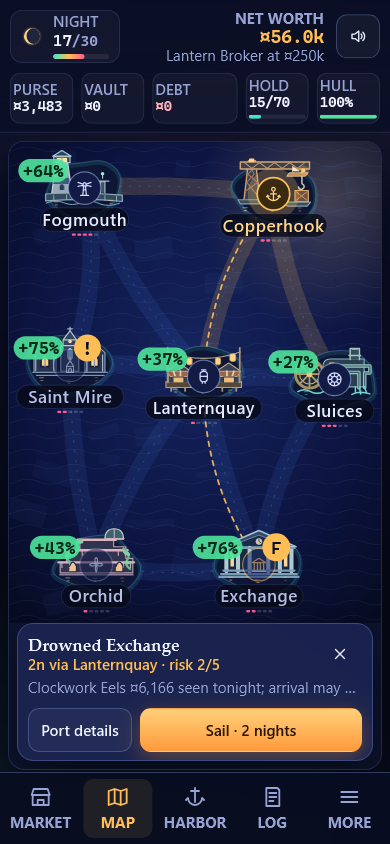 NIGHT
17/30
NET WORTH
¤56.0k
Lantern Broker at ¤250k
PURSE
¤3,483
VAULT
¤0
DEBT
¤0
HOLD
15/70
HULL
100%
+64%
Fogmouth
Copperhook
+75%
!
Saint Mire
+37%
Lanternquay
+27%
Sluices
+43%
Orchid
+76%
F
Exchange
Drowned Exchange
2n via Lanternquay · risk 2/5
Clockwork Eels ¤6,166 seen tonight; arrival may ...
Port details
Sail · 2 nights
MARKET
MAP
HARBOR
LOG
MORE